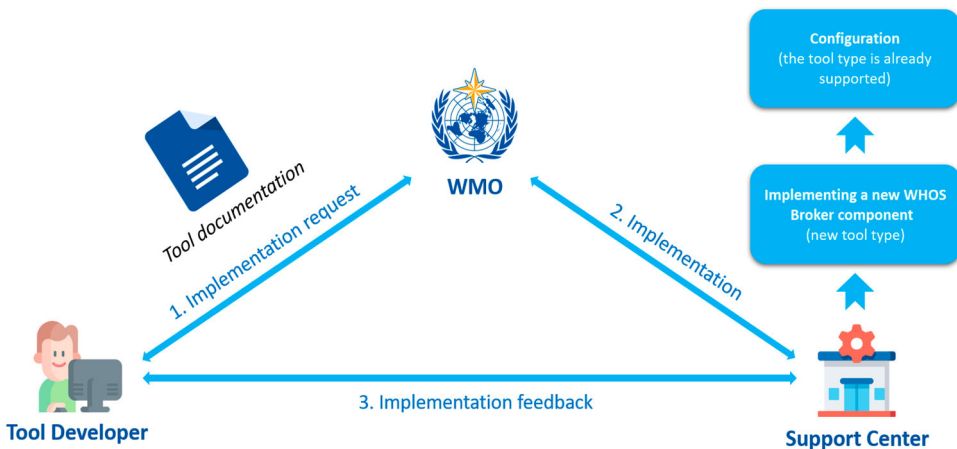 Configuration
(the tool type is already
supported)
WMO
Tool documentation
1. Implementation request
2. Implementation
Implementing a new WHOS
Broker component
(new tool type)
3. Implementation feedback
Tool Developer
Support Center